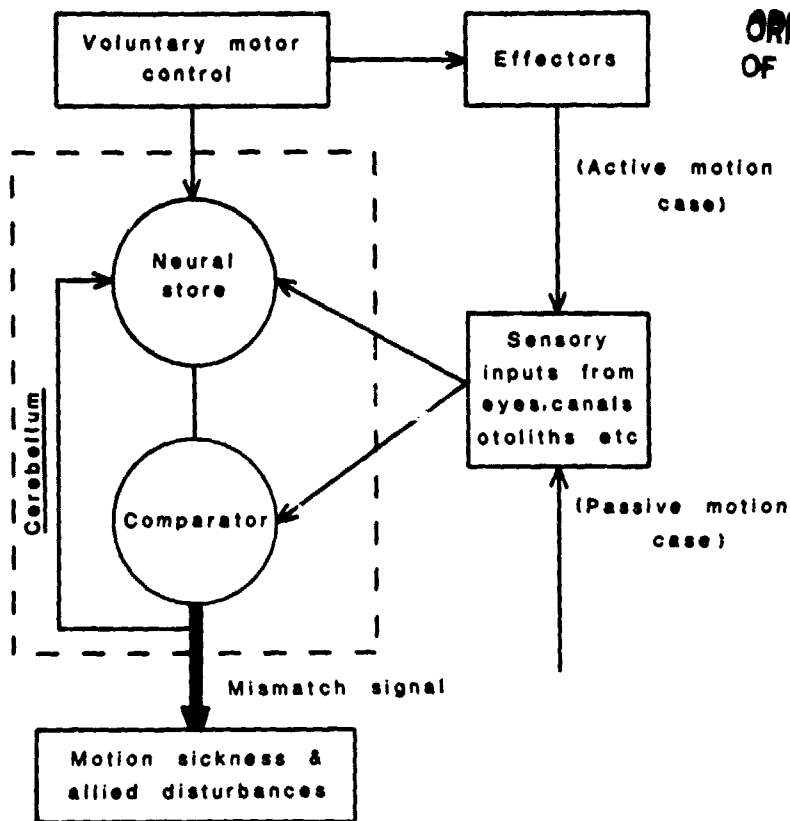 Voluntary motor
control
Effectors
OF
(Active motion
case)
Neural
store
Sensory
inputs from
eyes,canals
otoliths etc
Cerebellum
Comparator
(Passive motion
case)
Mismatch signal
Motion sickness &
allied disturbances